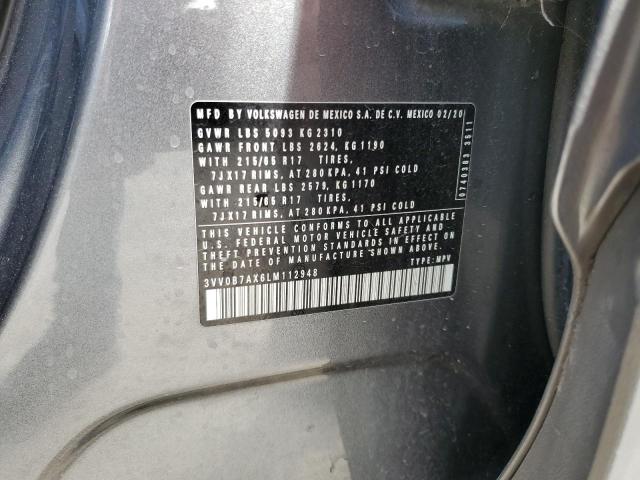 MFD BY VOLKSWAGEN DE MEXICO S.A. DE C.V. MEXICO 02/20
GVWR LBS 5093 KG 2310
GAWR FRONT LBS 2624, KG 1190
WITH 215/65 R17 TIRES,
7JX17 RIMS, AT 280 KPA, 41 PSI COLD
GAWR REAR LBS 2579, KG 1170
WITH 215/65 R17 TIRES,
7JX17 RIMS, AT 280 KPA, 41 PSI COLD
THIS VEHICLE CONFORMS TO ALL APPLICABLE
U.S. FEDERAL MOTOR VEHICLE SAFETY AND
THEFT PREVENTION STANDARDS IN EFFECT ON
THE DATE OF MANUFACTURE SHOWN ABOVE.
3VV0B7AX6LM112948 TYPE: MPV
0740383 3511